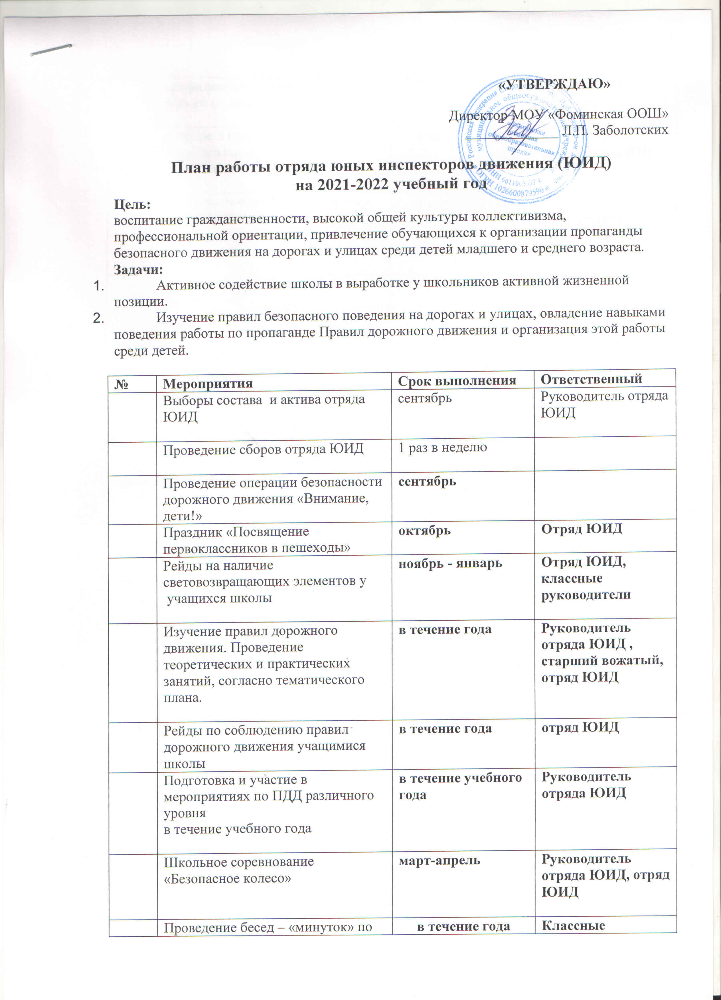 «УТВЕРЖДАЮ»
Директор МОУ «Фоминская ООШ»
Л.П. Заболотских
План работы отряда юных инспекторов движения (ЮИД)
на 2021-2022 учебный год
Цель:
воспитание гражданственности, высокой общей культуры коллективизма,
профессиональной ориентации, привлечение обучающихся к организации пропаганды
безопасного движения на дорогах и улицах среди детей младшего и среднего возраста.
Задачи:
1. Активное содействие школы в выработке у школьников активной жизненной
позиции.
2. Изучение правил безопасного поведения на дорогах и улицах, овладение навыками
поведения работы по пропаганде Правил дорожного движения и организация этой работы
среди детей.
№ Мероприятия Срок выполнения Ответственный
Выборы состава и актива отряда сентябрь Руководитель отряда
ЮИД ЮИД
Проведение сборов отряда ЮИД 1 раз в неделю
Проведение операции безопасности сентябрь
дорожного движения «Внимание,
дети!»
Праздник «Посвящение октябрь Отряд ЮИД
первоклассников в пешеходы»
Рейды на наличие ноябрь - январь Отряд ЮИД,
световозвращающих элементов у классные
учащихся школы руководители
Изучение правил дорожного в течение года Руководитель
движения. Проведение отряда ЮИД ,
теоретических и практических старший вожатый,
занятий, согласно тематического отряд ЮИД
плана.
Рейды по соблюдению правил в течение года отряд ЮИД
дорожного движения учащимися
школы
Подготовка и участие в в течение учебного Руководитель
мероприятиях по ПДД различного года отряда ЮИД
уровня
в течение учебного года
Школьное соревнование март-апрель Руководитель
«Безопасное колесо» отряда ЮИД, отряд
ЮИД
Проведение бесед – «минуток» по в течение года Классные
Российская Федерация
муниципальное
основная
общеобразовательная
школа»
ОГРН 1026600879590